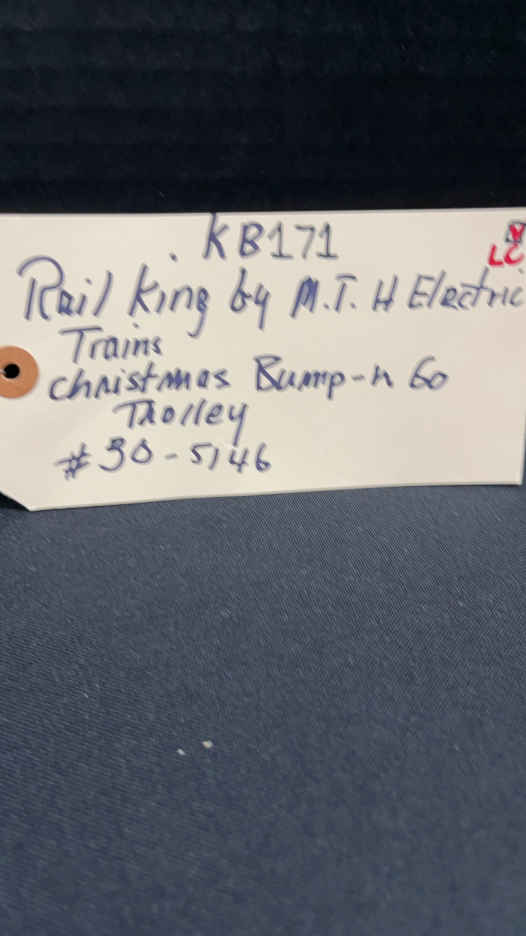 KB171
LC
Rail King by M.T.H Electric
Trains
christmas Bump-n Go
Trolley
#30-5146